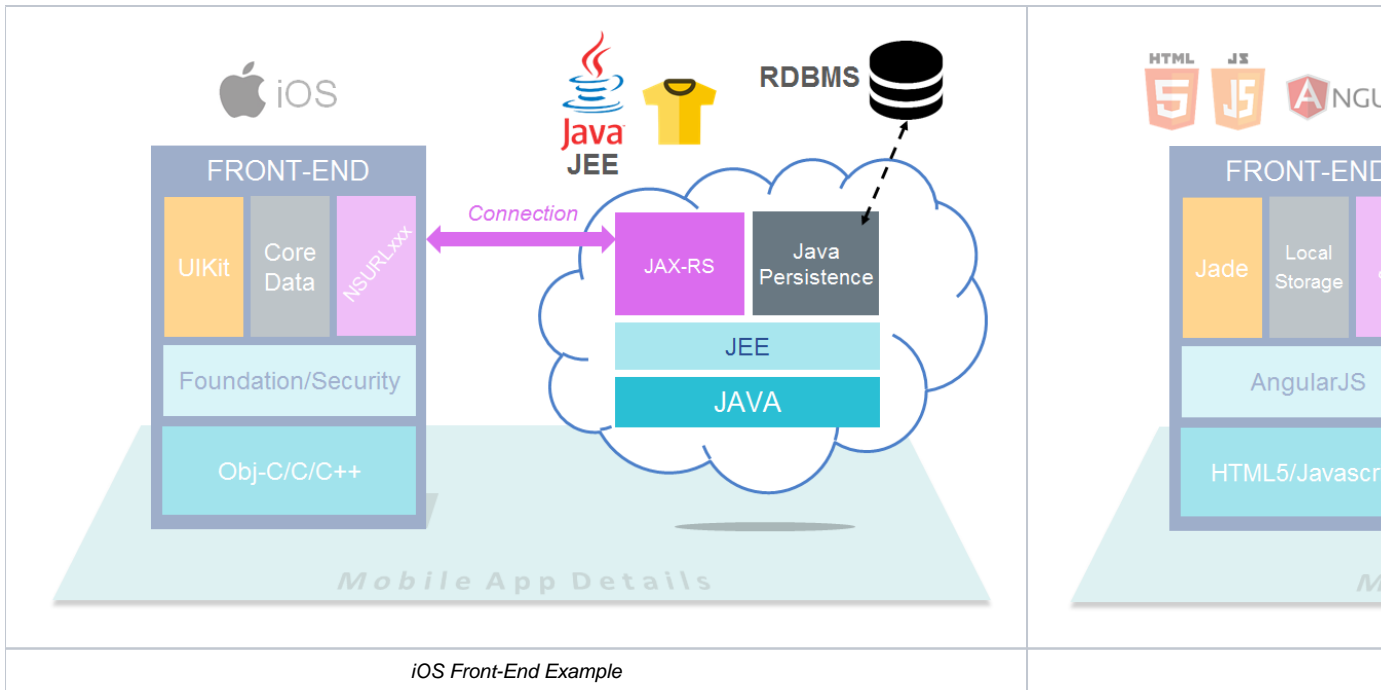 iOS
Java
JEE
RDBMS
FRONT-END
UIKit
Core
Data
NSURLxxx
Foundation/Security
Obj-C/C/C++
Connection
JAX-RS
Java
Persistence
JEE
JAVA
Mobile App Details
iOS Front-End Example
HTML
5
JS
JS
A
NGU
FRONT-END
Jade
Local
Storage
AngularJS
HTML5/Javascr
M